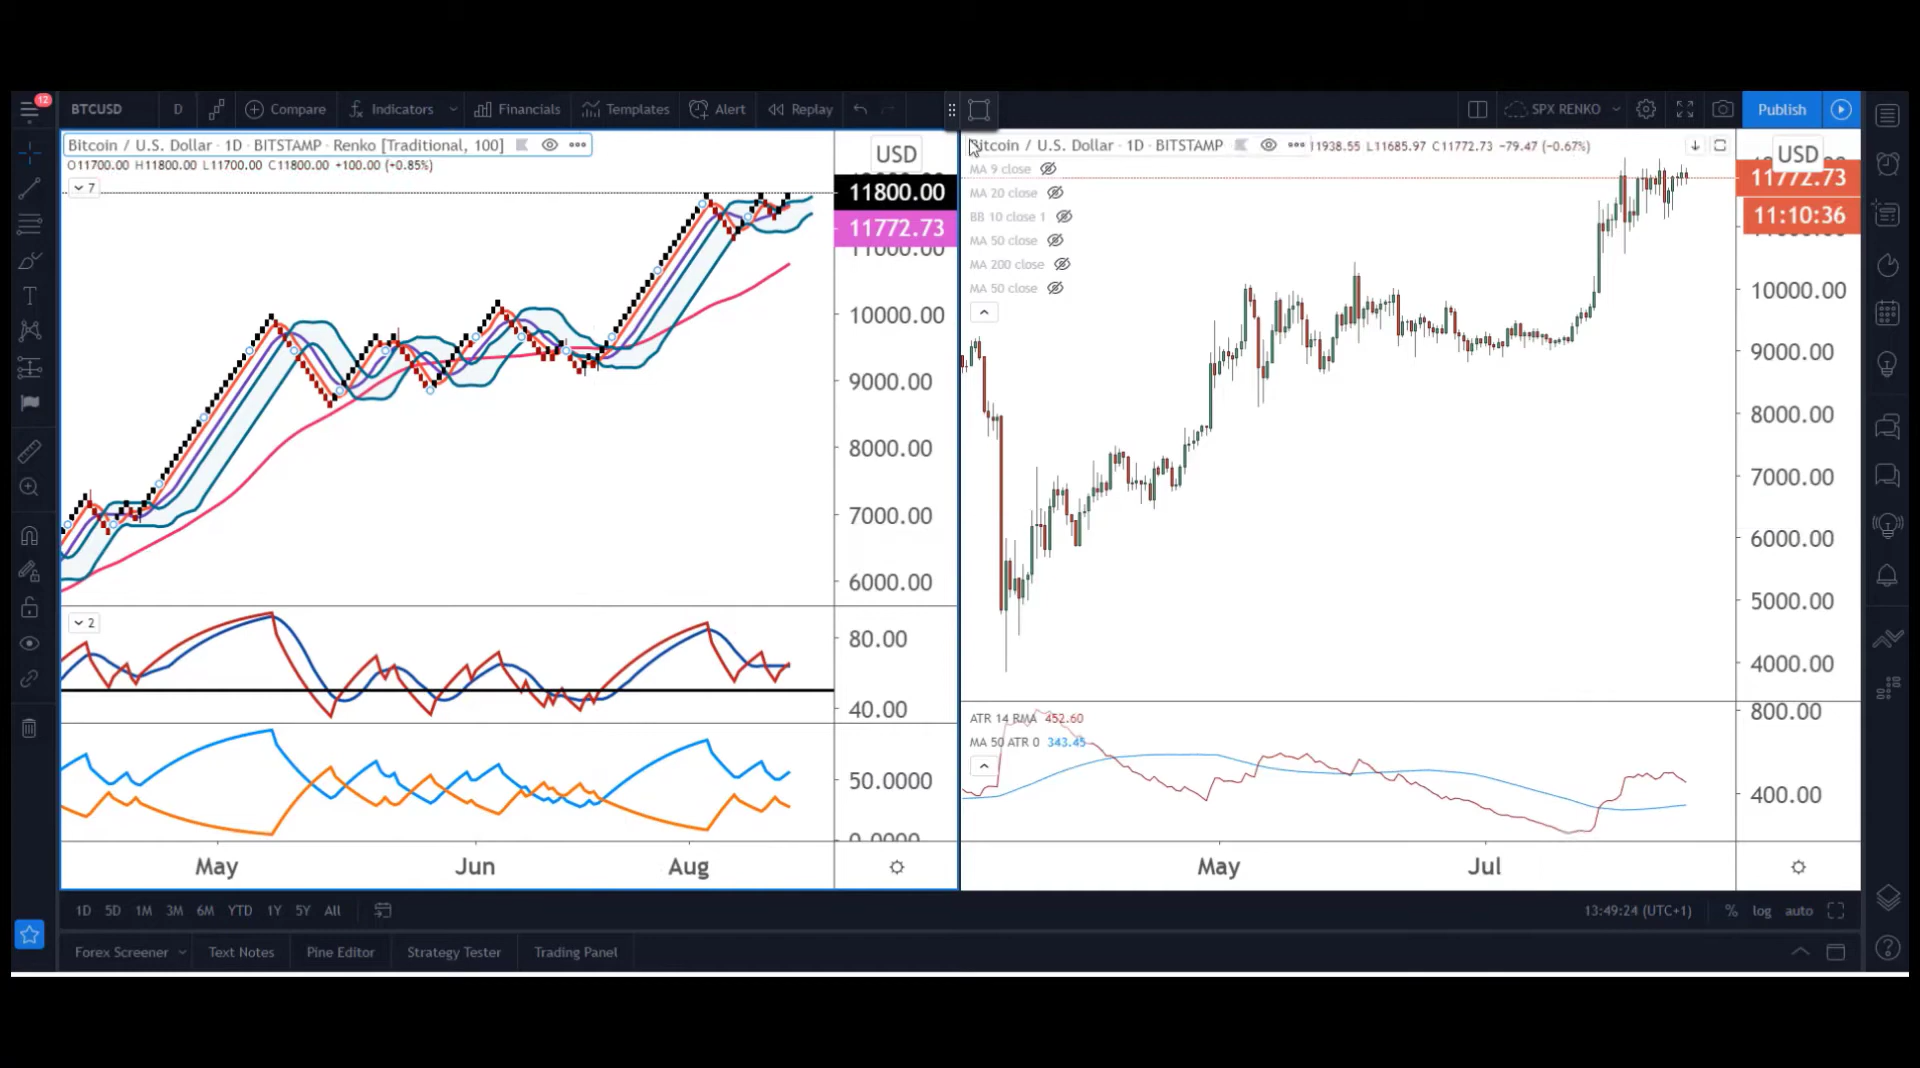 12
BTCUSD D Compare Indicators Financials Templates Alert Replay SPX RENKO Publish
Bitcoin / U.S. Dollar · 1D · BITSTAMP · Renko [Traditional, 100]
O11700.00 H11800.00 L11700.00 C11800.00 +100.00 (+0.85%)
7
USD
11800.00
11772.73
11000.00
10000.00
9000.00
8000.00
7000.00
6000.00
2
80.00
40.00
50.0000
0.0000
May Jun Aug
Bitcoin / U.S. Dollar · 1D · BITSTAMP 11938.55 L11685.97 C11772.73 −79.47 (−0.67%)
MA 9 close
MA 20 close
BB 10 close 1
MA 50 close
MA 200 close
MA 50 close
USD
11772.73
11:10:36
10000.00
9000.00
8000.00
7000.00
6000.00
5000.00
4000.00
ATR 14 RMA 452.60
MA 50 ATR 0 343.45
800.00
400.00
May Jul
1D 5D 1M 3M 6M YTD 1Y 5Y All 13:49:24 (UTC+1) % log auto
Forex Screener Text Notes Pine Editor Strategy Tester Trading Panel